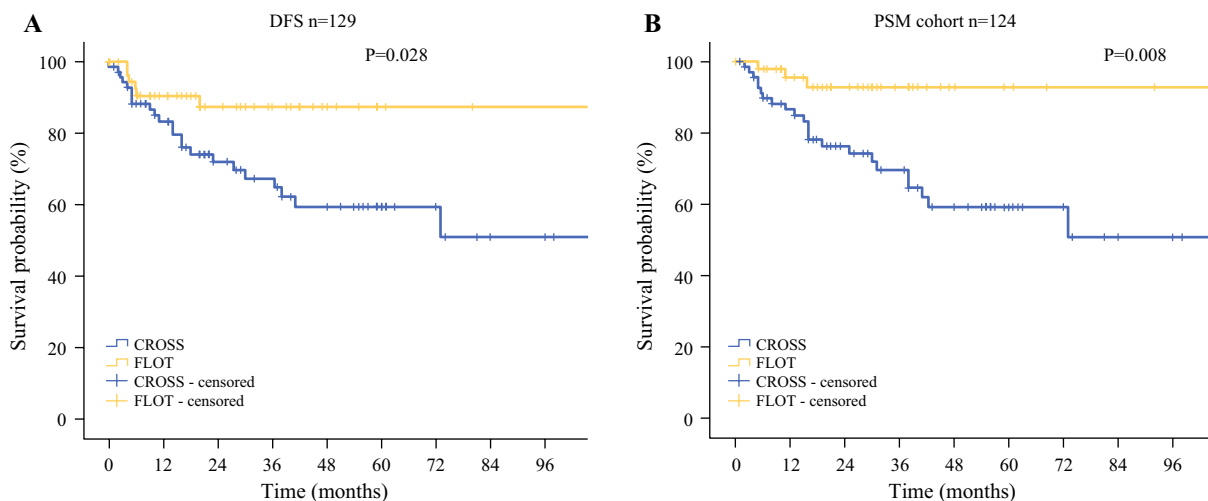 A
DFS n=129
P=0.028
Survival probability (%)
100
80
60
40
20
0
CROSS
FLOT
CROSS - censored
FLOT - censored
0 12 24 36 48 60 72 84 96
Time (months)
B
PSM cohort n=124
P=0.008
Survival probability (%)
100
80
60
40
20
0
CROSS
FLOT
CROSS - censored
FLOT - censored
0 12 24 36 48 60 72 84 96
Time (months)